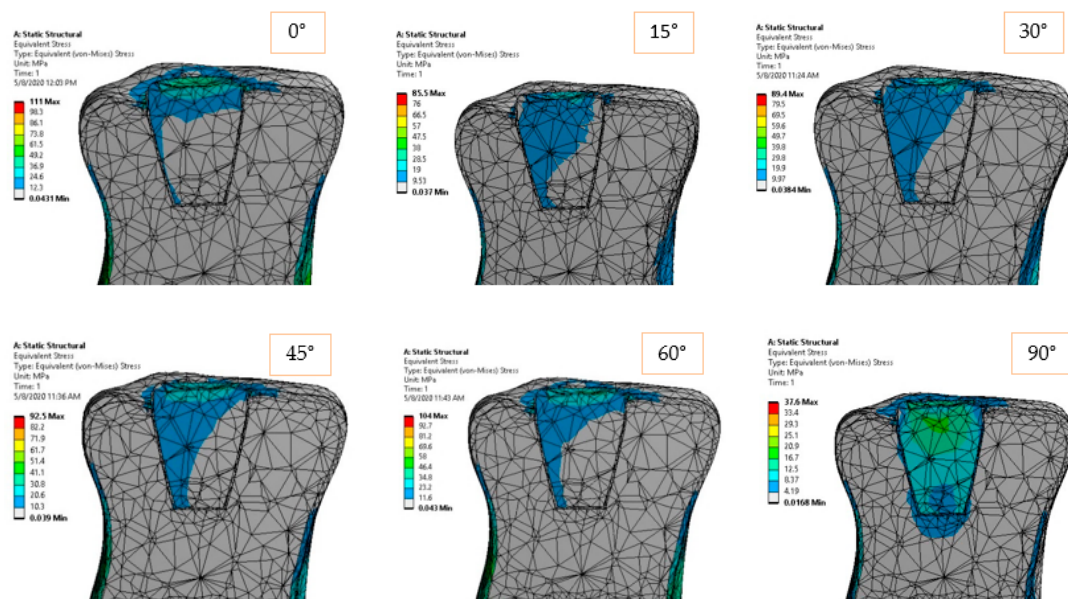 A: Static Structural
Equivalent Stress
Type: Equivalent (von-Mises) Stress
Unit: MPa
Time: 1
5/8/2020 12:03 PM
0°
111 Max
98.3
86.1
73.8
61.5
49.2
36.9
24.6
12.3
0.0431 Min
A: Static Structural
Equivalent Stress
Type: Equivalent (von-Mises) Stress
Unit: MPa
Time: 1
15°
85.5 Max
76
66.5
57
47.5
38
28.5
19
9.53
0.037 Min
A: Static Structural
Equivalent Stress
Type: Equivalent (von-Mises) Stress
Unit: MPa
Time: 1
5/8/2020 11:24 AM
30°
89.4 Max
79.5
69.5
59.6
49.7
39.8
29.8
19.9
9.97
0.0384 Min
A: Static Structural
Equivalent Stress
Type: Equivalent (von-Mises) Stress
Unit: MPa
Time: 1
5/8/2020 11:36 AM
45°
92.5 Max
82.2
71.9
61.7
51.4
41.1
30.8
20.6
10.3
0.039 Min
A: Static Structural
Equivalent Stress
Type: Equivalent (von-Mises) Stress
Unit: MPa
Time: 1
5/8/2020 11:43 AM
60°
104 Max
92.7
81.2
69.6
58
46.4
34.8
23.2
11.6
0.043 Min
A: Static Structural
Equivalent Stress
Type: Equivalent (von-Mises) Stress
Unit: MPa
Time: 1
90°
37.6 Max
33.4
29.3
25.1
20.9
16.7
12.5
8.37
4.19
0.0168 Min